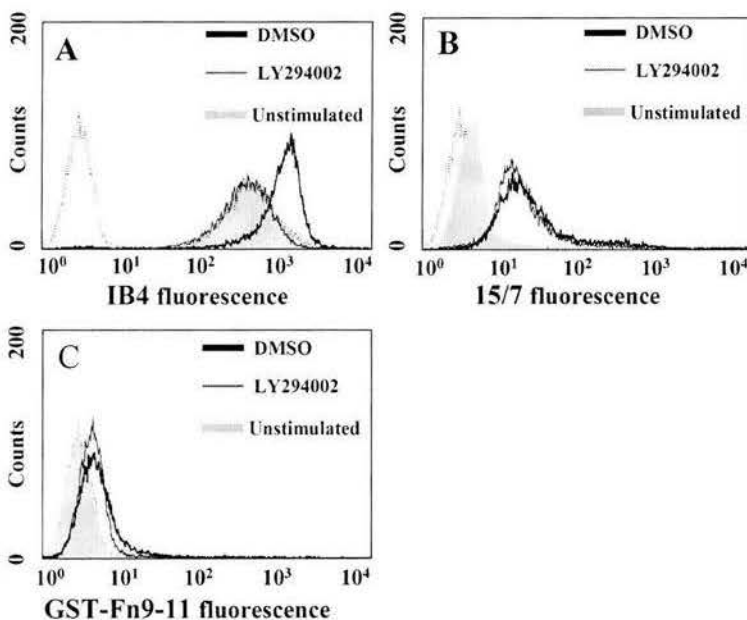 200
A
DMSO
LY294002
Unstimulated
Counts
0
10^0 10^1 10^2 10^3 10^4
IB4 fluorescence
200
B
DMSO
LY294002
Unstimulated
Counts
0
10^0 10^1 10^2 10^3 10^4
15/7 fluorescence
200
C
DMSO
LY294002
Unstimulated
Counts
0
10^0 10^1 10^2 10^3 10^4
GST-Fn9-11 fluorescence